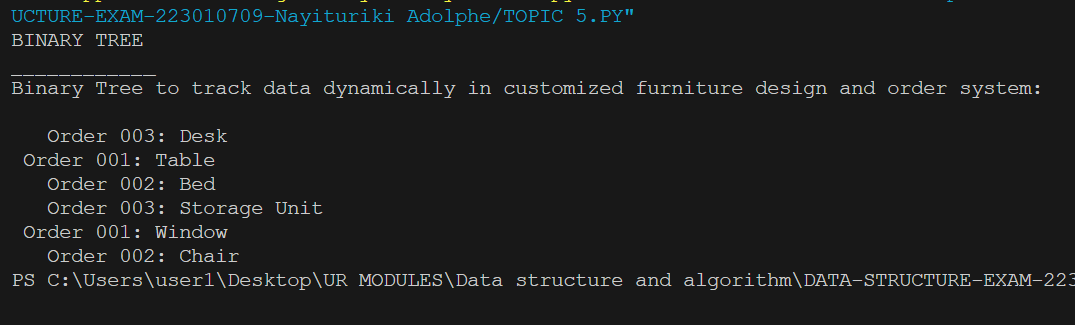 UCTURE-EXAM-223010709-Nayituriki Adolphe/TOPIC 5.PY"
BINARY TREE
____________
Binary Tree to track data dynamically in customized furniture design and order system:
Order 003: Desk
Order 001: Table
Order 002: Bed
Order 003: Storage Unit
Order 001: Window
Order 002: Chair
PS C:\Users\user1\Desktop\UR MODULES\Data structure and algorithm\DATA-STRUCTURE-EXAM-223